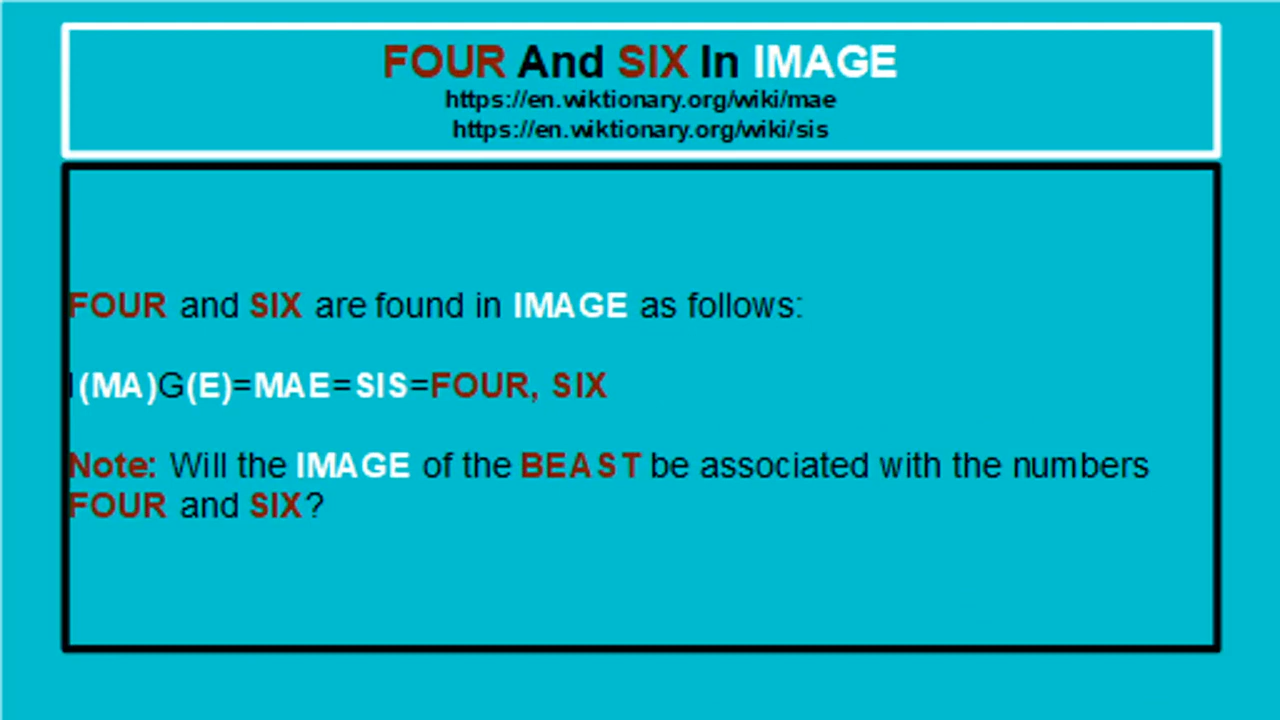 FOUR And SIX In IMAGE
https://en.wiktionary.org/wiki/mae
https://en.wiktionary.org/wiki/sis
FOUR and SIX are found in IMAGE as follows:
I(MA)G(E)=MAE=SIS=FOUR, SIX
Note: Will the IMAGE of the BEAST be associated with the numbers
FOUR and SIX?